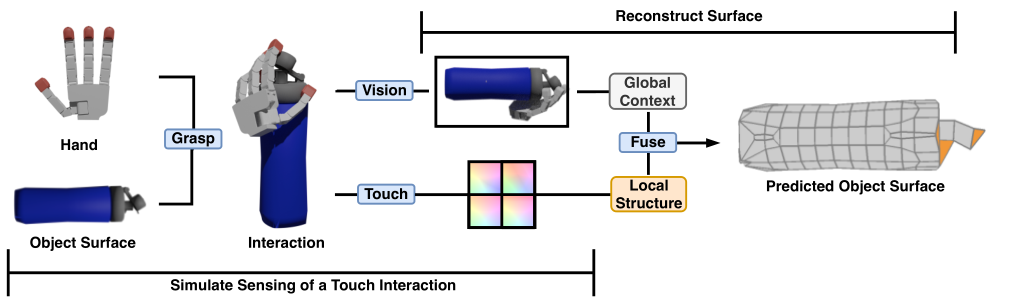 Reconstruct Surface
Vision
Global
Context
Hand
Grasp
Fuse
Predicted Object Surface
Touch
Local
Structure
Object Surface
Interaction
Simulate Sensing of a Touch Interaction